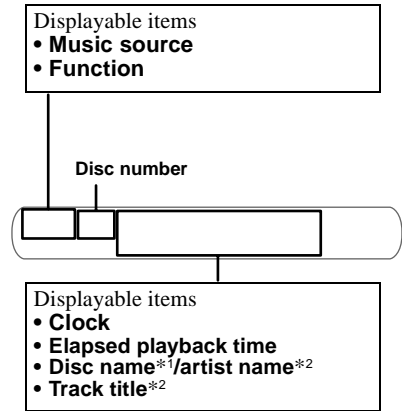 Displayable items
• Music source
• Function
Disc number
Displayable items
• Clock
• Elapsed playback time
• Disc name*1/artist name*2
• Track title*2